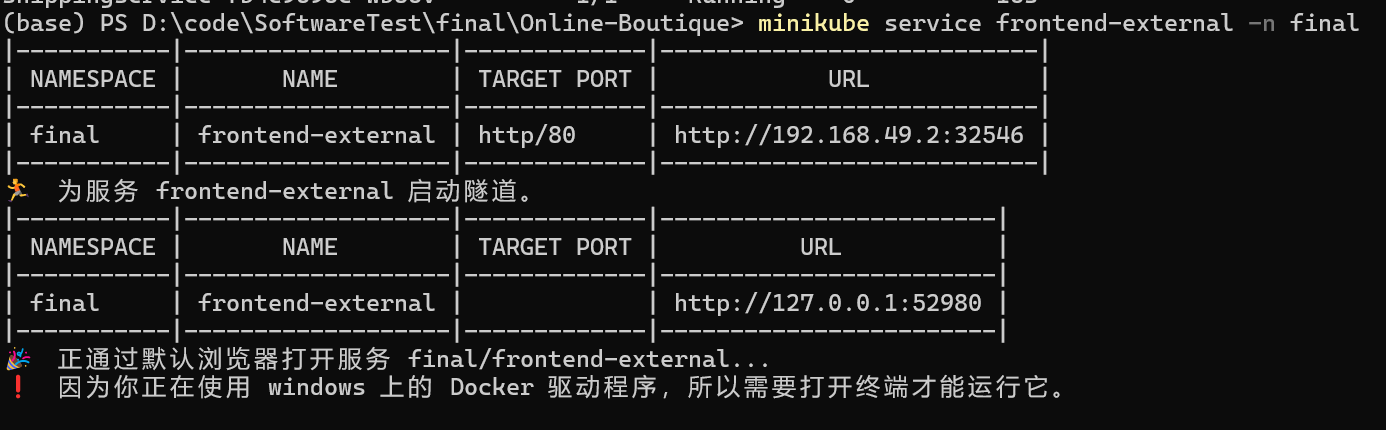 (base) PS D:\code\SoftwareTest\final\Online-Boutique> minikube service frontend-external -n final
|-----------|-------------------|-------------|---------------------------|
| NAMESPACE |       NAME        | TARGET PORT |            URL            |
|-----------|-------------------|-------------|---------------------------|
| final     | frontend-external | http/80     | http://192.168.49.2:32546 |
|-----------|-------------------|-------------|---------------------------|
🏃 为服务 frontend-external 启动隧道。
|-----------|-------------------|-------------|------------------------|
| NAMESPACE |       NAME        | TARGET PORT |          URL           |
|-----------|-------------------|-------------|------------------------|
| final     | frontend-external |             | http://127.0.0.1:52980 |
|-----------|-------------------|-------------|------------------------|
🎉 正通过默认浏览器打开服务 final/frontend-external...
❗ 因为你正在使用 windows 上的 Docker 驱动程序，所以需要打开终端才能运行它。